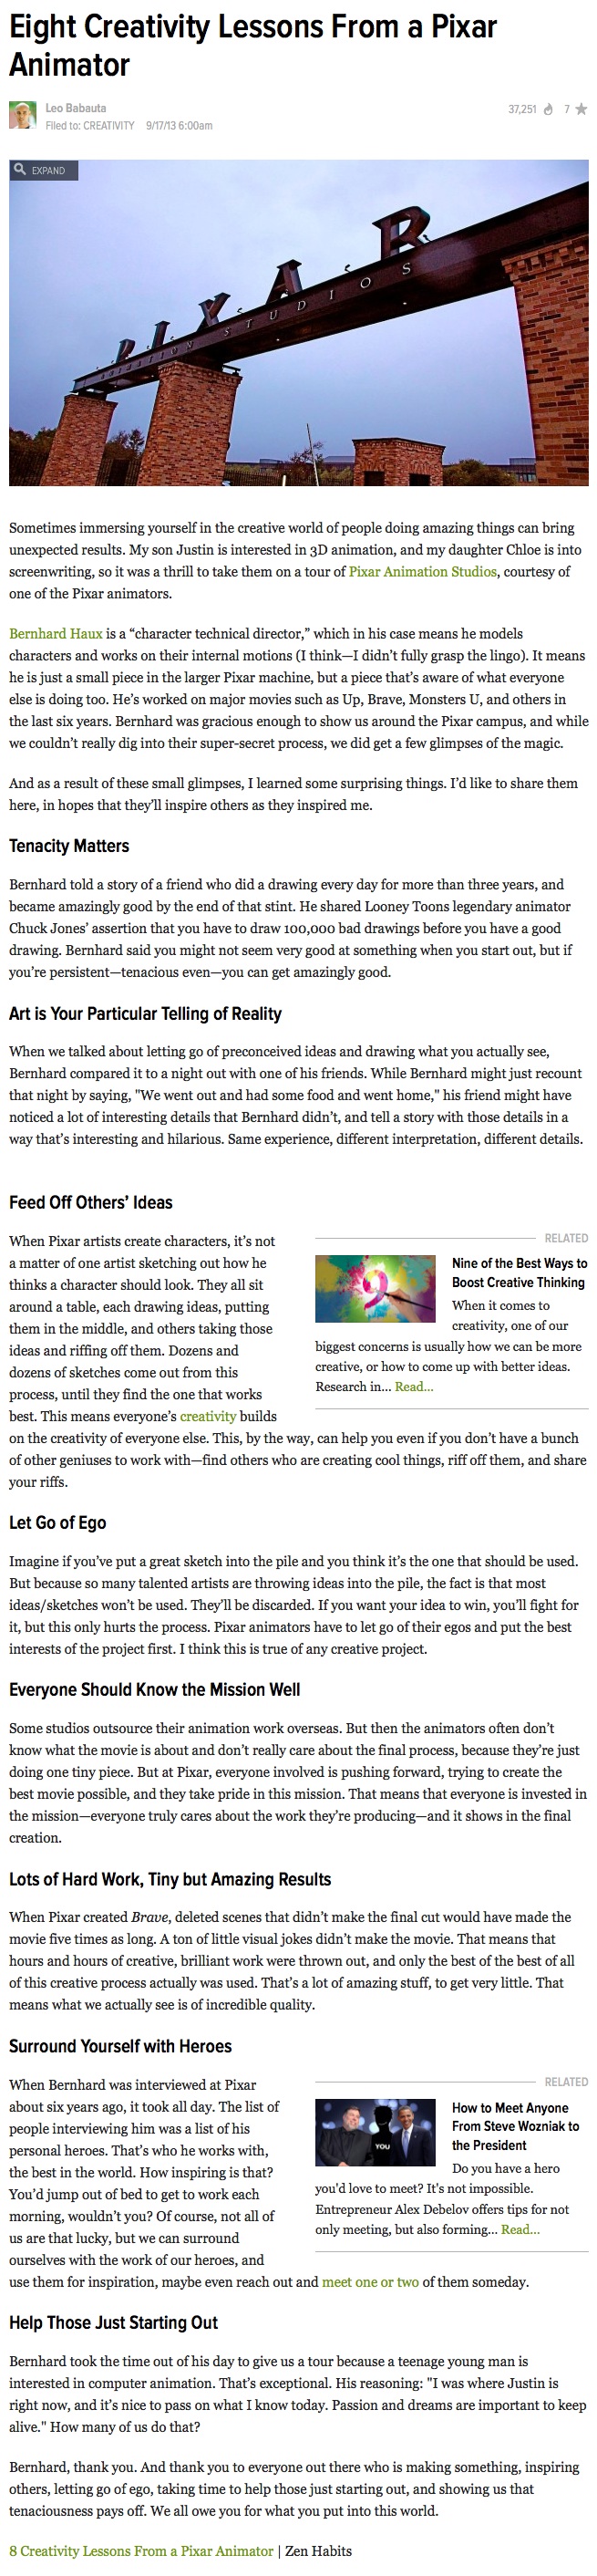 Eight Creativity Lessons From a Pixar
Animator
Leo Babauta
Filed to: CREATIVITY 9/17/13 6:00am
37,251 7
EXPAND
PIXAR
ANIMATION STUDIOS
Sometimes immersing yourself in the creative world of people doing amazing things can bring
unexpected results. My son Justin is interested in 3D animation, and my daughter Chloe is into
screenwriting, so it was a thrill to take them on a tour of Pixar Animation Studios, courtesy of
one of the Pixar animators.
Bernhard Haux is a “character technical director,” which in his case means he models
characters and works on their internal motions (I think—I didn’t fully grasp the lingo). It means
he is just a small piece in the larger Pixar machine, but a piece that’s aware of what everyone
else is doing too. He’s worked on major movies such as Up, Brave, Monsters U, and others in
the last six years. Bernhard was gracious enough to show us around the Pixar campus, and while
we couldn’t really dig into their super-secret process, we did get a few glimpses of the magic.
And as a result of these small glimpses, I learned some surprising things. I’d like to share them
here, in hopes that they’ll inspire others as they inspired me.
Tenacity Matters
Bernhard told a story of a friend who did a drawing every day for more than three years, and
became amazingly good by the end of that stint. He shared Looney Toons legendary animator
Chuck Jones’ assertion that you have to draw 100,000 bad drawings before you have a good
drawing. Bernhard said you might not seem very good at something when you start out, but if
you’re persistent—tenacious even—you can get amazingly good.
Art is Your Particular Telling of Reality
When we talked about letting go of preconceived ideas and drawing what you actually see,
Bernhard compared it to a night out with one of his friends. While Bernhard might just recount
that night by saying, "We went out and had some food and went home," his friend might have
noticed a lot of interesting details that Bernhard didn’t, and tell a story with those details in a
way that’s interesting and hilarious. Same experience, different interpretation, different details.
Feed Off Others’ Ideas
When Pixar artists create characters, it’s not
a matter of one artist sketching out how he
thinks a character should look. They all sit
around a table, each drawing ideas, putting
them in the middle, and others taking those
ideas and riffing off them. Dozens and
dozens of sketches come out from this
process, until they find the one that works
best. This means everyone’s creativity builds
on the creativity of everyone else. This, by the way, can help you even if you don’t have a bunch
of other geniuses to work with—find others who are creating cool things, riff off them, and share
your riffs.
RELATED
9
Nine of the Best Ways to
Boost Creative Thinking
When it comes to
creativity, one of our
biggest concerns is usually how we can be more
creative, or how to come up with better ideas.
Research in... Read...
Let Go of Ego
Imagine if you’ve put a great sketch into the pile and you think it’s the one that should be used.
But because so many talented artists are throwing ideas into the pile, the fact is that most
ideas/sketches won’t be used. They’ll be discarded. If you want your idea to win, you’ll fight for
it, but this only hurts the process. Pixar animators have to let go of their egos and put the best
interests of the project first. I think this is true of any creative project.
Everyone Should Know the Mission Well
Some studios outsource their animation work overseas. But then the animators often don’t
know what the movie is about and don’t really care about the final process, because they’re just
doing one tiny piece. But at Pixar, everyone involved is pushing forward, trying to create the
best movie possible, and they take pride in this mission. That means that everyone is invested in
the mission—everyone truly cares about the work they’re producing—and it shows in the final
creation.
Lots of Hard Work, Tiny but Amazing Results
When Pixar created Brave, deleted scenes that didn’t make the final cut would have made the
movie five times as long. A ton of little visual jokes didn’t make the movie. That means that
hours and hours of creative, brilliant work were thrown out, and only the best of the best of all
of this creative process actually was used. That’s a lot of amazing stuff, to get very little. That
means what we actually see is of incredible quality.
Surround Yourself with Heroes
When Bernhard was interviewed at Pixar
about six years ago, it took all day. The list of
people interviewing him was a list of his
personal heroes. That’s who he works with,
the best in the world. How inspiring is that?
You’d jump out of bed to get to work each
morning, wouldn’t you? Of course, not all of
us are that lucky, but we can surround
ourselves with the work of our heroes, and
use them for inspiration, maybe even reach out and meet one or two of them someday.
RELATED
YOU
How to Meet Anyone
From Steve Wozniak to
the President
Do you have a hero
you'd love to meet? It's not impossible.
Entrepreneur Alex Debelov offers tips for not
only meeting, but also forming... Read...
Help Those Just Starting Out
Bernhard took the time out of his day to give us a tour because a teenage young man is
interested in computer animation. That’s exceptional. His reasoning: "I was where Justin is
right now, and it’s nice to pass on what I know today. Passion and dreams are important to keep
alive." How many of us do that?
Bernhard, thank you. And thank you to everyone out there who is making something, inspiring
others, letting go of ego, taking time to help those just starting out, and showing us that
tenaciousness pays off. We all owe you for what you put into this world.
8 Creativity Lessons From a Pixar Animator | Zen Habits